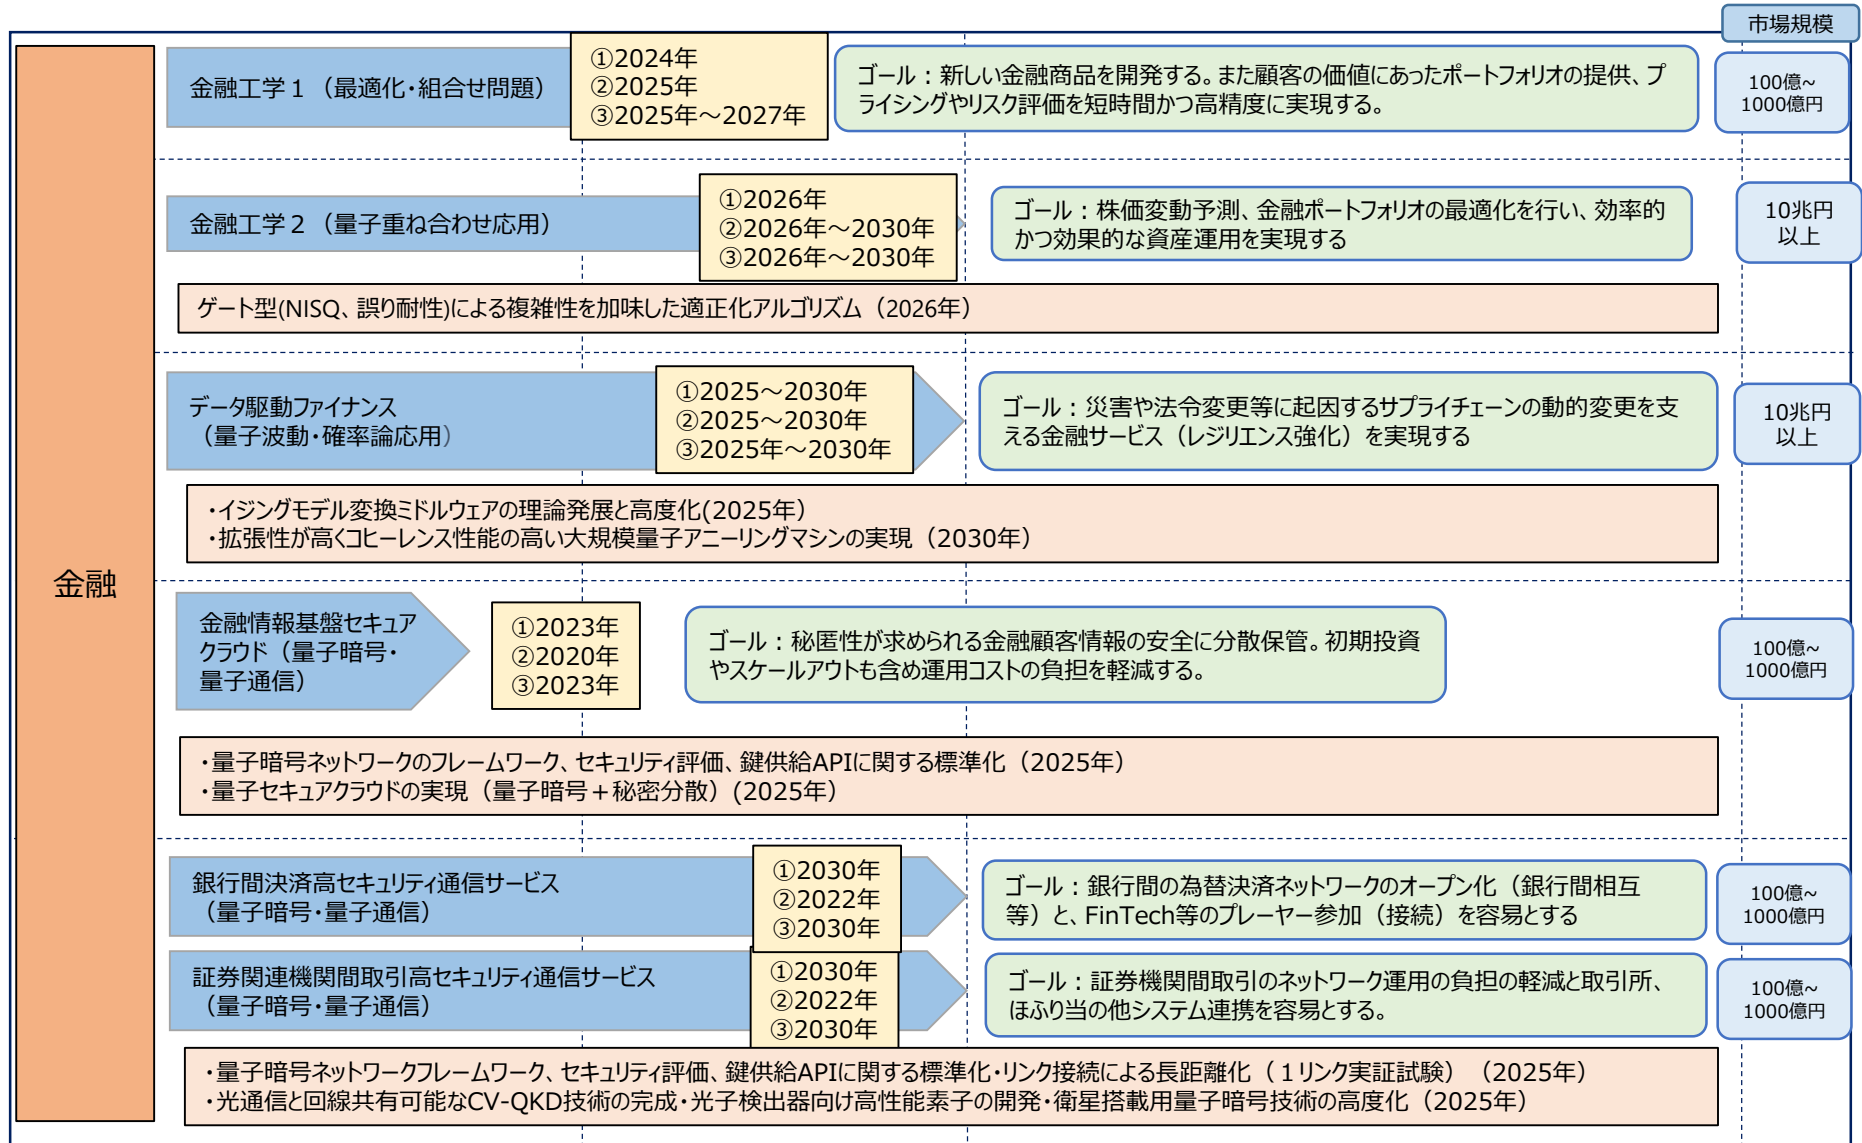 市場規模
金融
金融工学１（最適化・組合せ問題）
①2024年
②2025年
③2025年～2027年
ゴール：新しい金融商品を開発する。また顧客の価値にあったポートフォリオの提供、プ
ライシングやリスク評価を短時間かつ高精度に実現する。
100億~
1000億円
金融工学２（量子重ね合わせ応用）
①2026年
②2026年～2030年
③2026年～2030年
ゴール：株価変動予測、金融ポートフォリオの最適化を行い、効率的
かつ効果的な資産運用を実現する
10兆円
以上
ゲート型(NISQ、誤り耐性)による複雑性を加味した適正化アルゴリズム（2026年）
データ駆動ファイナンス
（量子波動・確率論応用）
①2025～2030年
②2025～2030年
③2025年～2030年
ゴール：災害や法令変更等に起因するサプライチェーンの動的変更を支
える金融サービス（レジリエンス強化）を実現する
10兆円
以上
・イジングモデル変換ミドルウェアの理論発展と高度化(2025年）
・拡張性が高くコヒーレンス性能の高い大規模量子アニーリングマシンの実現（2030年）
金融情報基盤セキュア
クラウド（量子暗号・
量子通信）
①2023年
②2020年
③2023年
ゴール：秘匿性が求められる金融顧客情報の安全に分散保管。初期投資
やスケールアウトも含め運用コストの負担を軽減する。
100億~
1000億円
・量子暗号ネットワークのフレームワーク、セキュリティ評価、鍵供給APIに関する標準化（2025年）
・量子セキュアクラウドの実現（量子暗号＋秘密分散）(2025年）
銀行間決済高セキュリティ通信サービス
（量子暗号・量子通信）
①2030年
②2022年
③2030年
ゴール：銀行間の為替決済ネットワークのオープン化（銀行間相互
等）と、FinTech等のプレーヤー参加（接続）を容易とする
100億~
1000億円
証券関連機関間取引高セキュリティ通信サービス
（量子暗号・量子通信）
①2030年
②2022年
③2030年
ゴール：証券機関間取引のネットワーク運用の負担の軽減と取引所、
ほふり当の他システム連携を容易とする。
100億~
1000億円
・量子暗号ネットワークフレームワーク、セキュリティ評価、鍵供給APIに関する標準化・リンク接続による長距離化（１リンク実証試験）（2025年）
・光通信と回線共有可能なCV-QKD技術の完成・光子検出器向け高性能素子の開発・衛星搭載用量子暗号技術の高度化（2025年）